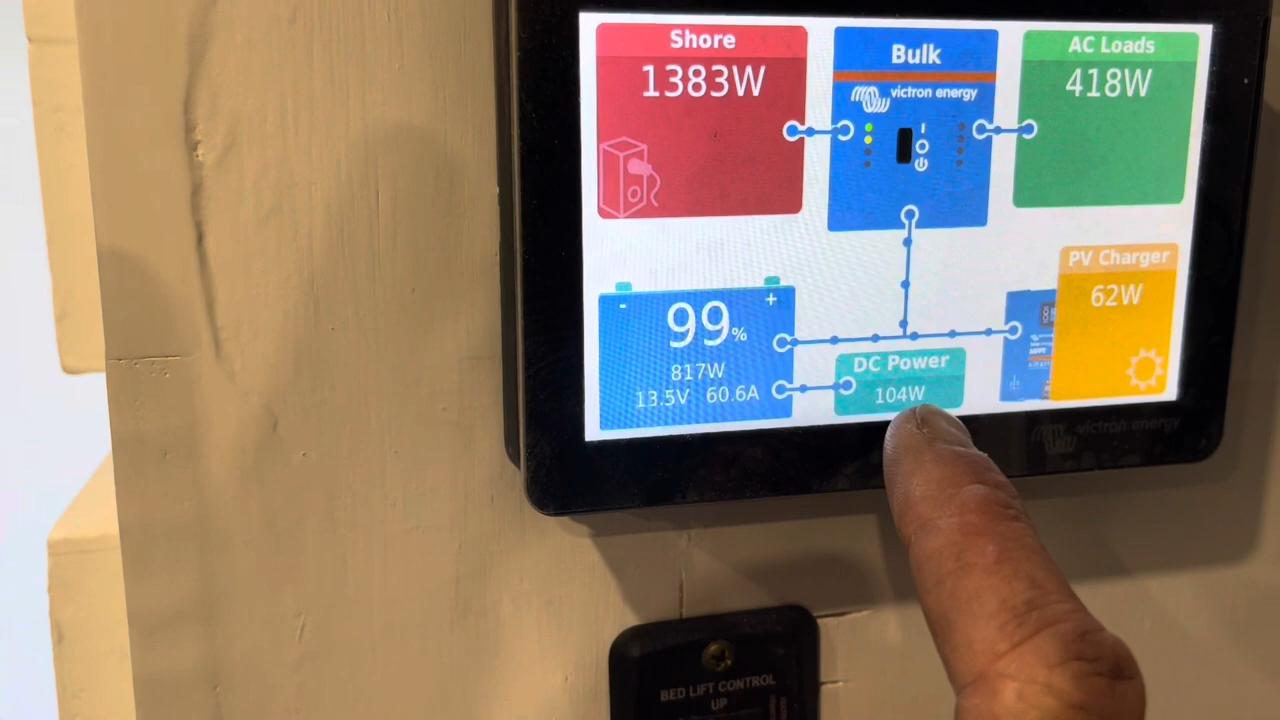 Shore
1383W
Bulk
victron energy
AC Loads
418W
PV Charger
62W
- +
99%
817W
13.5V 60.6A
DC Power
104W
victron energy
BED LIFT CONTROL
UP